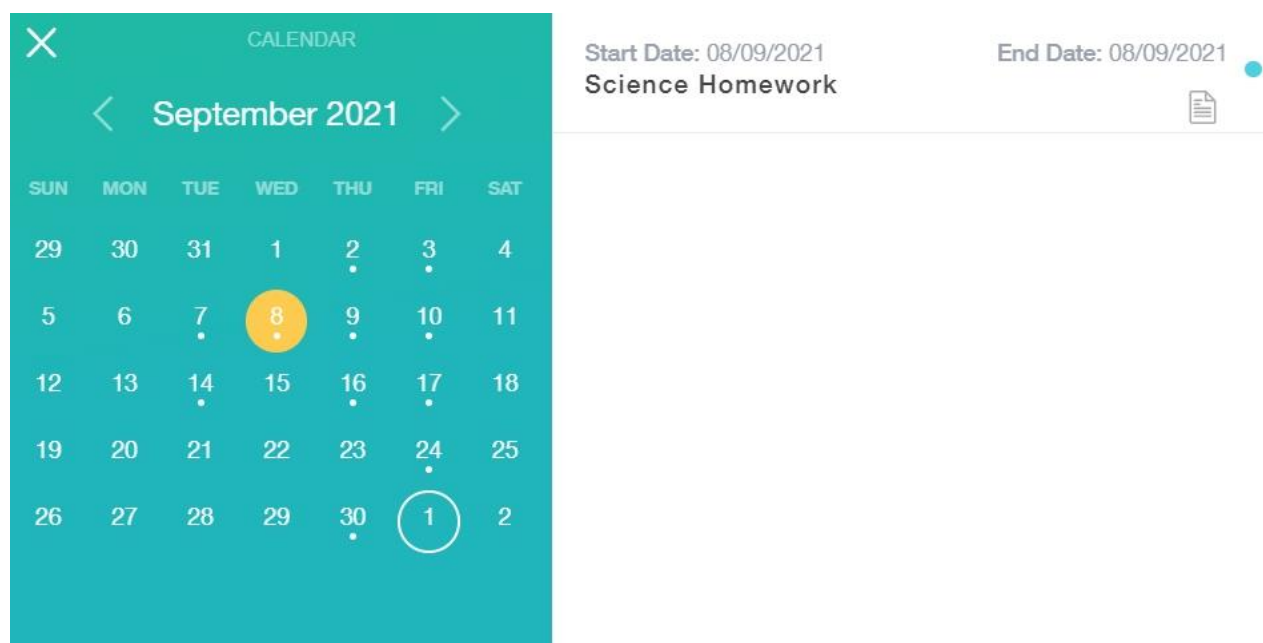 CALENDAR
September 2021
SUN MON TUE WED THU FRI SAT
29 30 31 1 2 3 4
5 6 7 8 9 10 11
12 13 14 15 16 17 18
19 20 21 22 23 24 25
26 27 28 29 30 1 2
Start Date: 08/09/2021 End Date: 08/09/2021
Science Homework